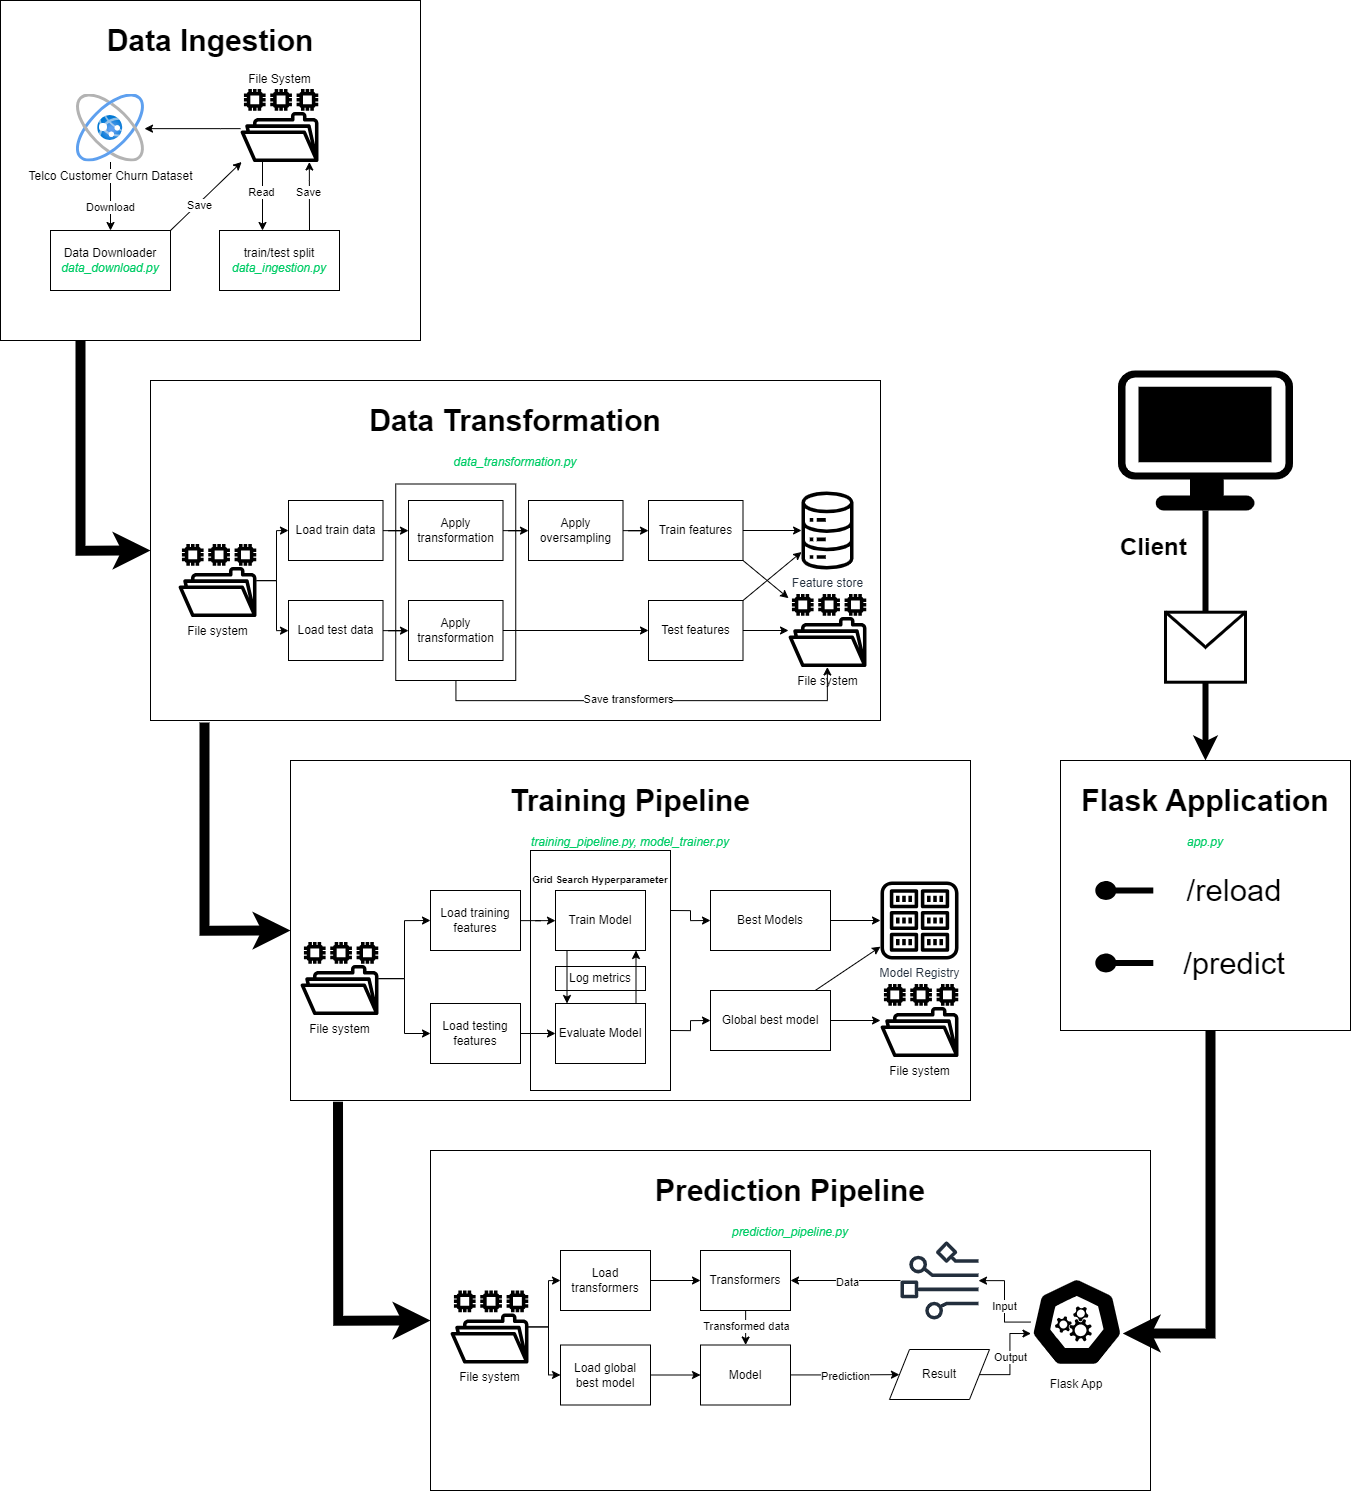 Data Ingestion
File System
Telco Customer Churn Dataset
Download
Save
Read
Save
Data Downloader
data_download.py
train/test split
data_ingestion.py
Data Transformation
data_transformation.py
Load train data
Apply
transformation
Apply
oversampling
Train features
Feature store
File system
Load test data
Apply
transformation
Test features
File system
Save transformers
Client
Training Pipeline
training_pipeline.py, model_trainer.py
Grid Search Hyperparameter
Load training
features
Train Model
Best Models
Log metrics
Model Registry
File system
Load testing
features
Evaluate Model
Global best model
File system
Flask Application
app.py
/reload
/predict
Prediction Pipeline
prediction_pipeline.py
Load
transformers
Transformers
Data
Input
Transformed data
File system
Load global
best model
Model
Prediction
Result
Output
Flask App